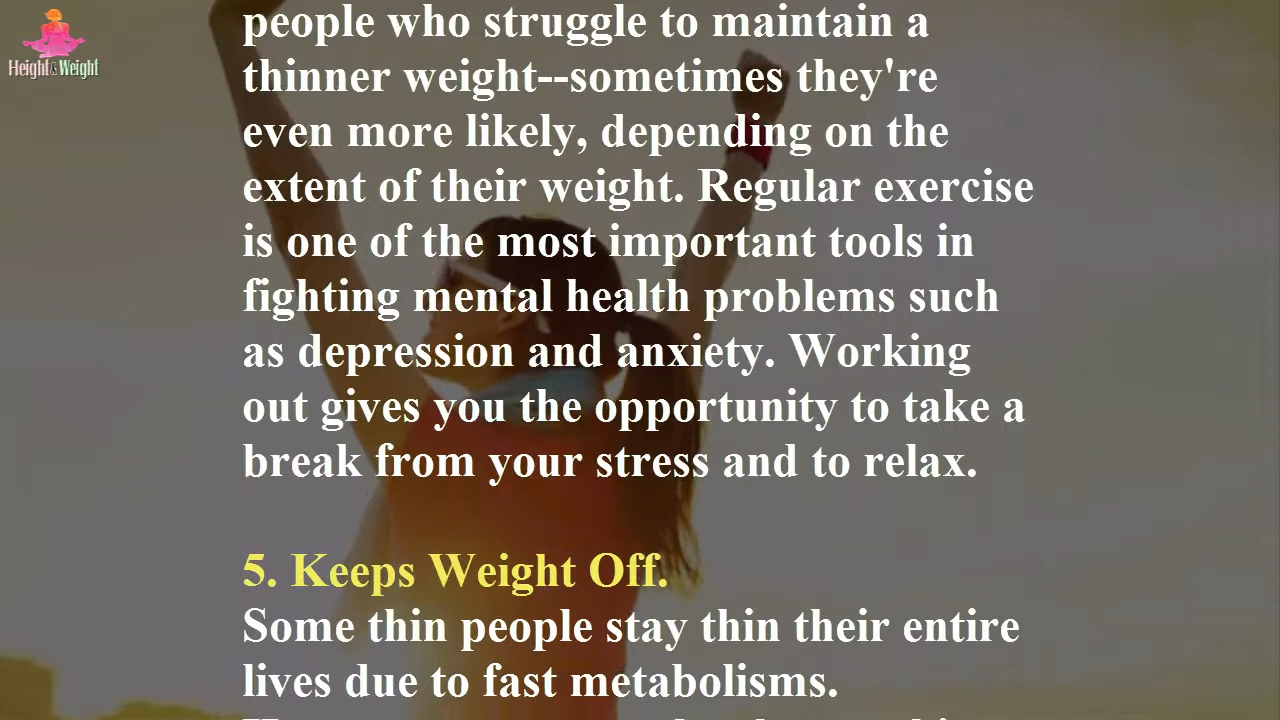 Height & Weight
people who struggle to maintain a
thinner weight--sometimes they're
even more likely, depending on the
extent of their weight. Regular exercise
is one of the most important tools in
fighting mental health problems such
as depression and anxiety. Working
out gives you the opportunity to take a
break from your stress and to relax.
5. Keeps Weight Off.
Some thin people stay thin their entire
lives due to fast metabolisms.